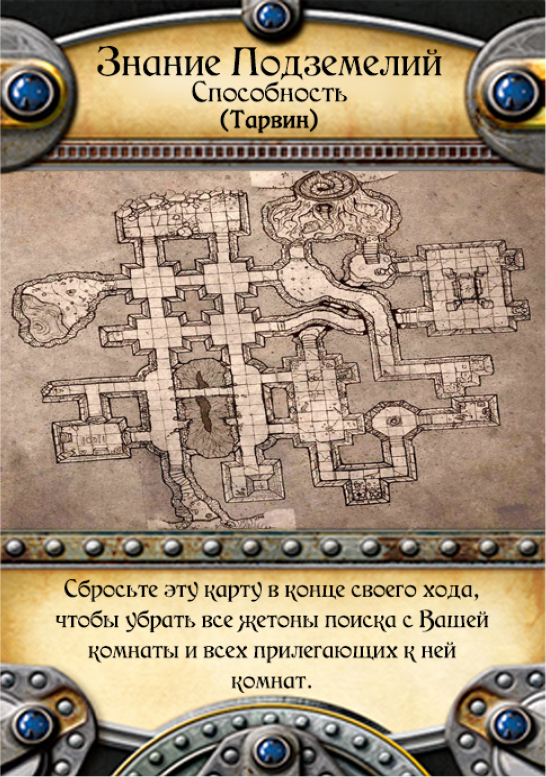 Знание Подземелий
Способность
(Тарвин)
Сбросьте эту карту в конце своего хода,
чтобы убрать все жетоны поиска с Вашей
комнаты и всех прилегающих к ней
комнат.